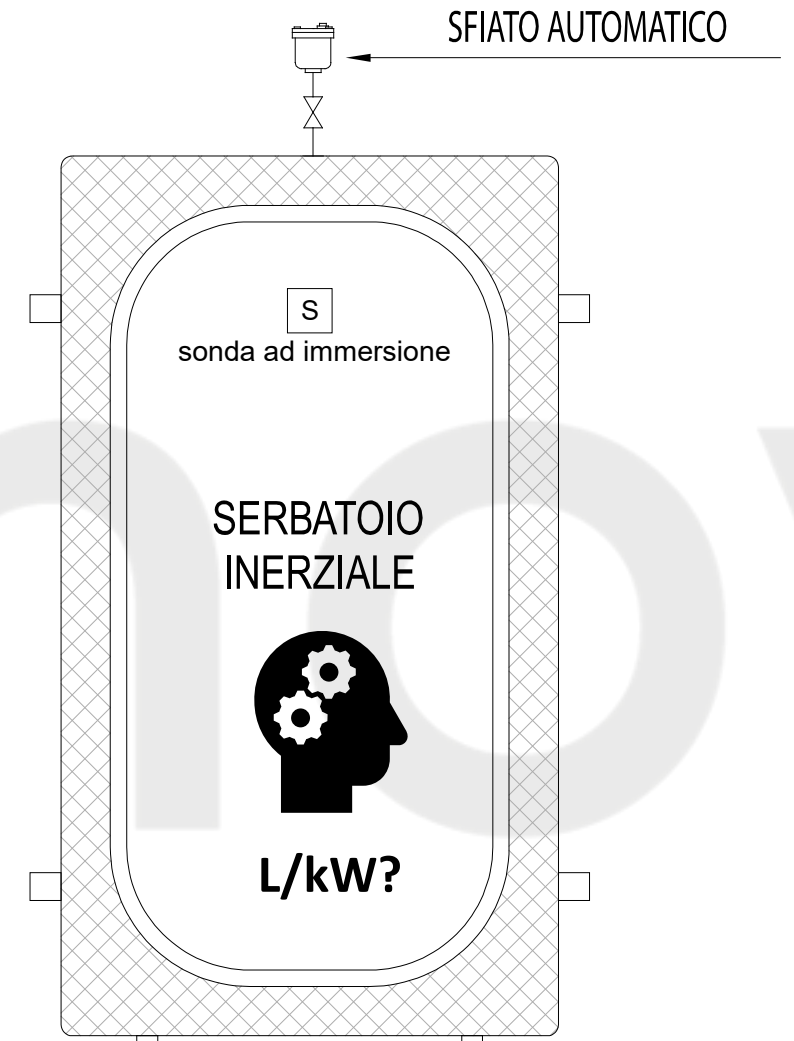 SFIATO AUTOMATICO
S
sonda ad immersione
SERBATOIO
INERZIALE
L/kW?